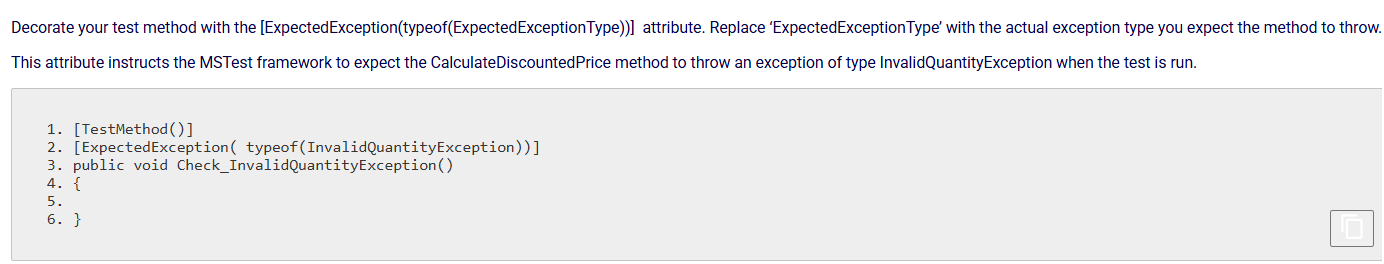 Decorate your test method with the [ExpectedException(typeof(ExpectedExceptionType))] attribute. Replace ‘ExpectedExceptionType’ with the actual exception type you expect the method to throw.
This attribute instructs the MSTest framework to expect the CalculateDiscountedPrice method to throw an exception of type InvalidQuantityException when the test is run.
1. [TestMethod()]
2. [ExpectedException( typeof(InvalidQuantityException))]
3. public void Check_InvalidQuantityException()
4. {
5.
6. }